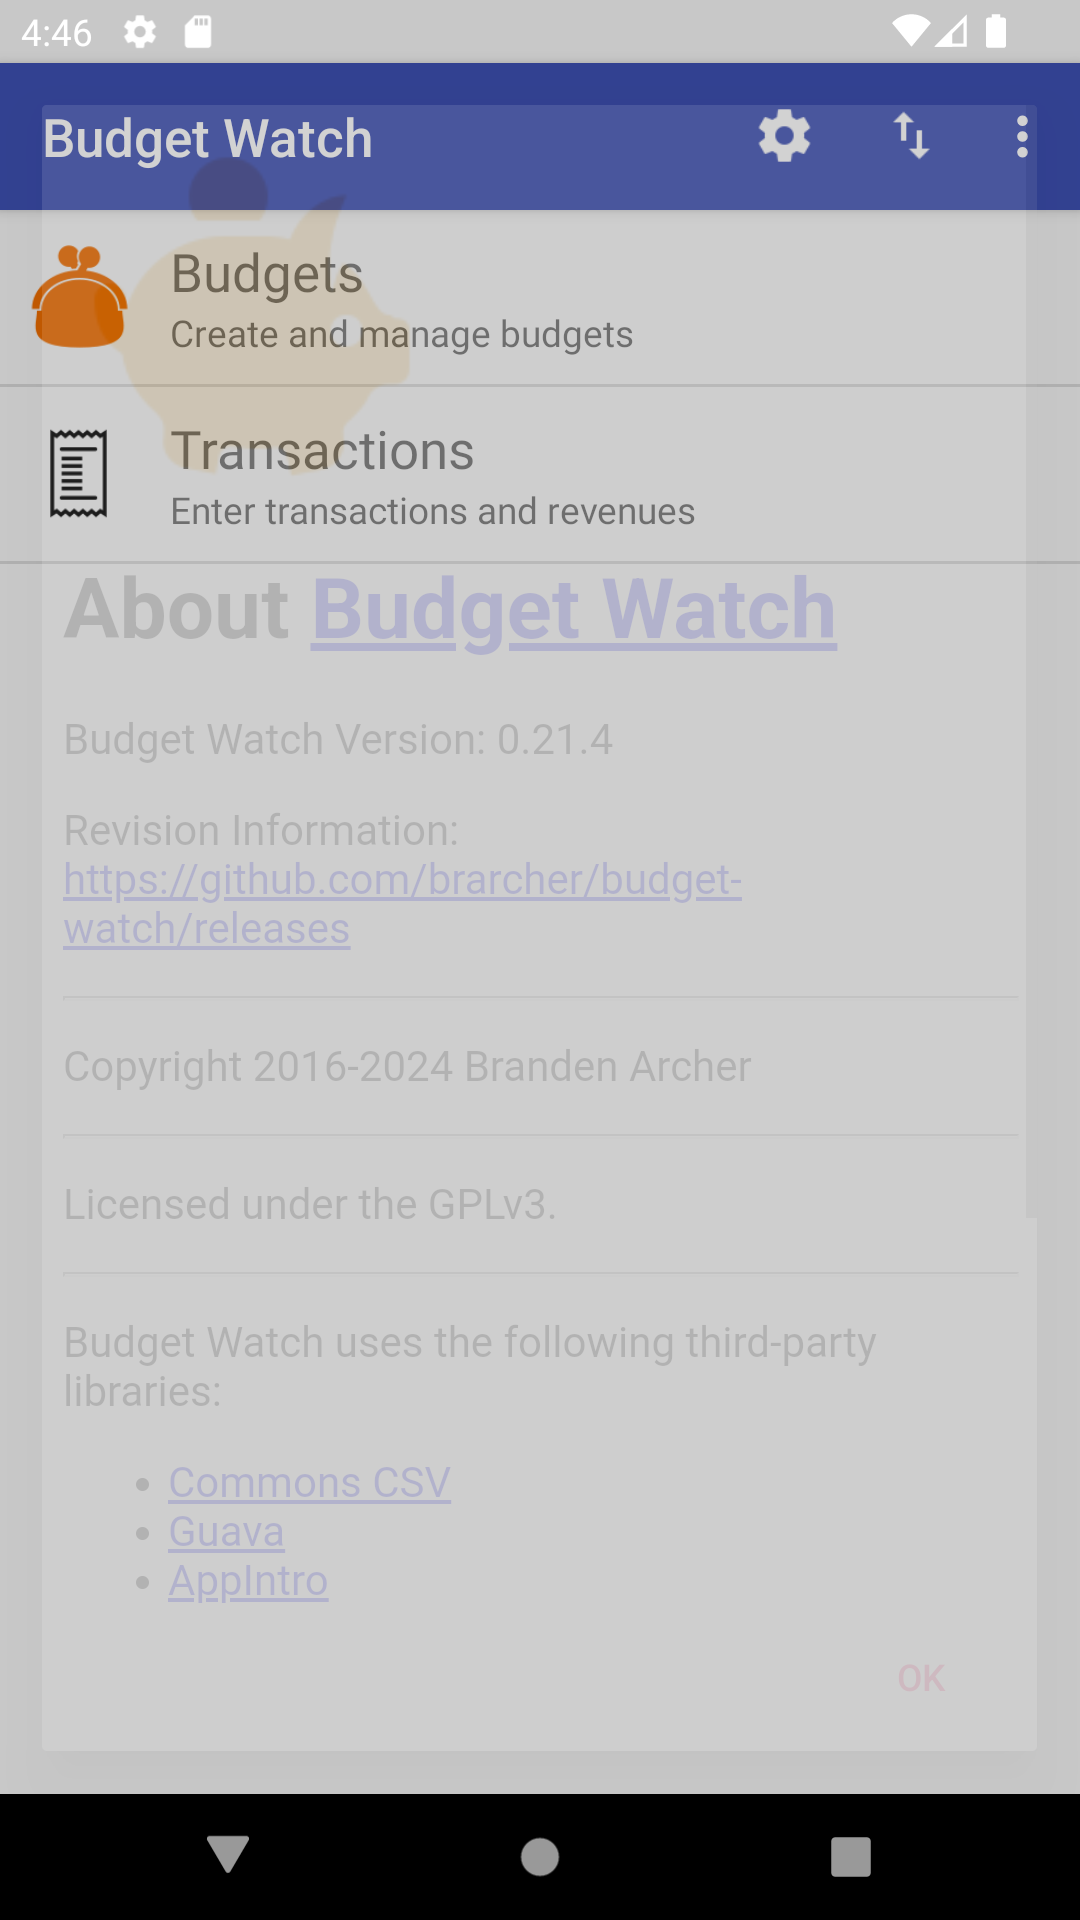 4:46
Budget Watch
Budgets
Create and manage budgets
Transactions
Enter transactions and revenues
About Budget Watch
Budget Watch Version: 0.21.4
Revision Information:
https://github.com/brarcher/budget-
watch/releases
Copyright 2016-2024 Branden Archer
Licensed under the GPLv3.
Budget Watch uses the following third-party
libraries:
• Commons CSV
• Guava
• AppIntro
OK